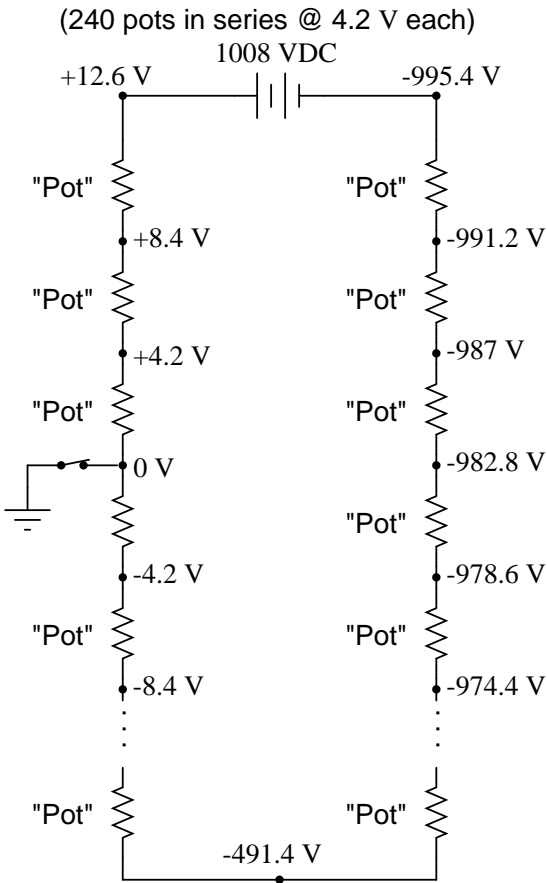 (240 pots in series @ 4.2 V each)
1008 VDC
+12.6 V
-995.4 V
"Pot"
"Pot"
+8.4 V
-991.2 V
"Pot"
"Pot"
+4.2 V
-987 V
"Pot"
"Pot"
0 V
-982.8 V
"Pot"
-4.2 V
-978.6 V
"Pot"
"Pot"
-8.4 V
-974.4 V
"Pot"
"Pot"
-491.4 V